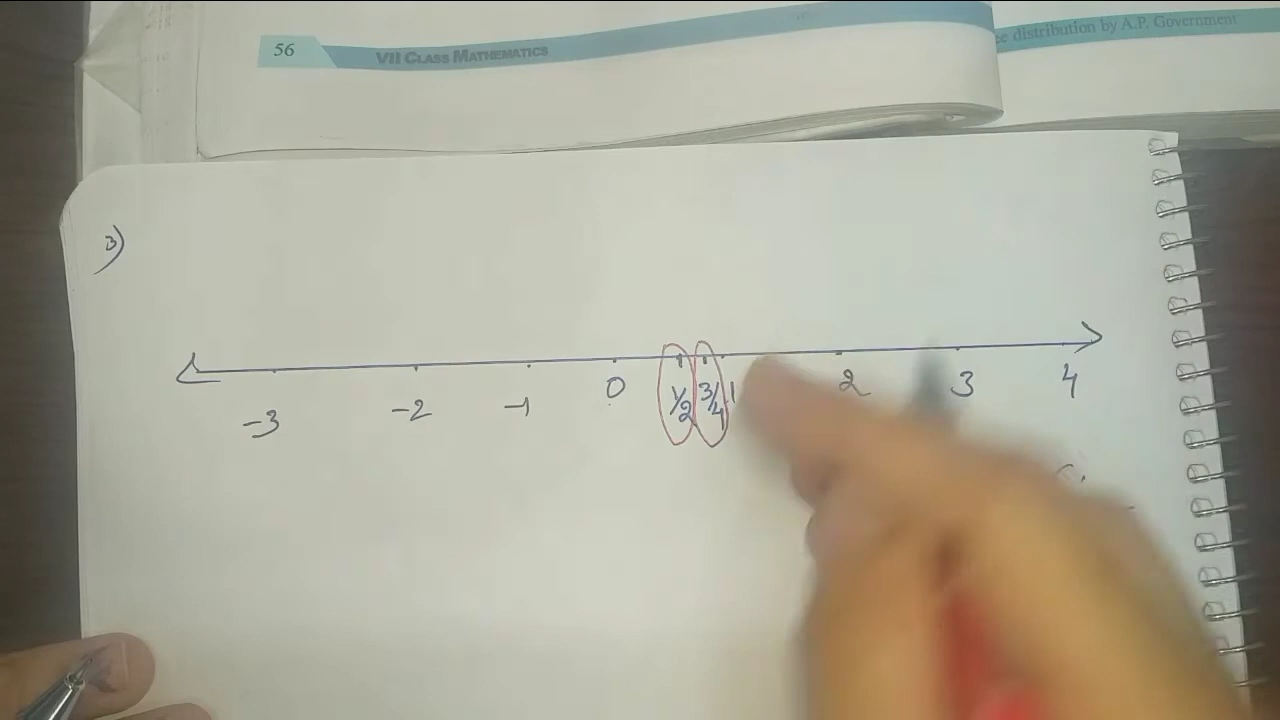 56 VII CLASS MATHEMATICS
distribution by A.P. Government
3)
-3 -2 -1 0 1/2 3/4 1 2 3 4